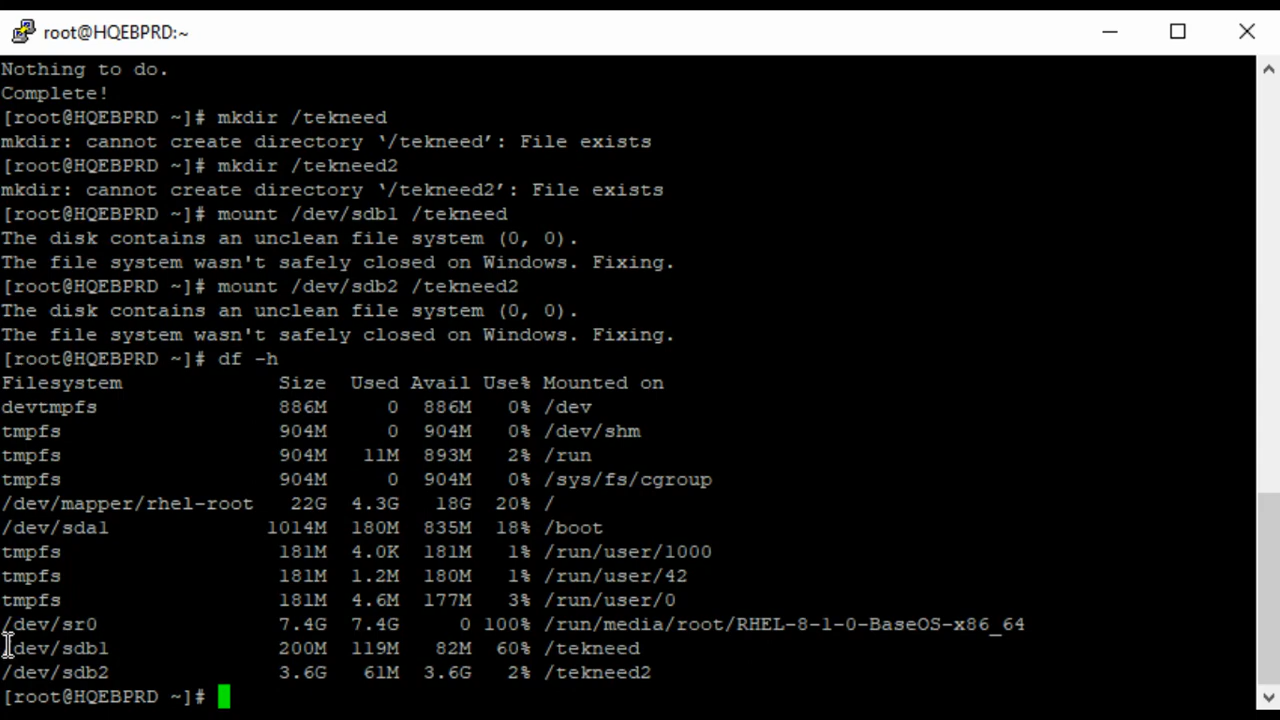 root@HQEBPRD:~
Nothing to do.
Complete!
[root@HQEBPRD ~]# mkdir /tekneed
mkdir: cannot create directory ‘/tekneed’: File exists
[root@HQEBPRD ~]# mkdir /tekneed2
mkdir: cannot create directory ‘/tekneed2’: File exists
[root@HQEBPRD ~]# mount /dev/sdb1 /tekneed
The disk contains an unclean file system (0, 0).
The file system wasn't safely closed on Windows. Fixing.
[root@HQEBPRD ~]# mount /dev/sdb2 /tekneed2
The disk contains an unclean file system (0, 0).
The file system wasn't safely closed on Windows. Fixing.
[root@HQEBPRD ~]# df -h
Filesystem Size Used Avail Use% Mounted on
devtmpfs 886M 0 886M 0% /dev
tmpfs 904M 0 904M 0% /dev/shm
tmpfs 904M 11M 893M 2% /run
tmpfs 904M 0 904M 0% /sys/fs/cgroup
/dev/mapper/rhel-root 22G 4.3G 18G 20% /
/dev/sda1 1014M 180M 835M 18% /boot
tmpfs 181M 4.0K 181M 1% /run/user/1000
tmpfs 181M 1.2M 180M 1% /run/user/42
tmpfs 181M 4.6M 177M 3% /run/user/0
/dev/sr0 7.4G 7.4G 0 100% /run/media/root/RHEL-8-1-0-BaseOS-x86_64
/dev/sdb1 200M 119M 82M 60% /tekneed
/dev/sdb2 3.6G 61M 3.6G 2% /tekneed2
[root@HQEBPRD ~]#